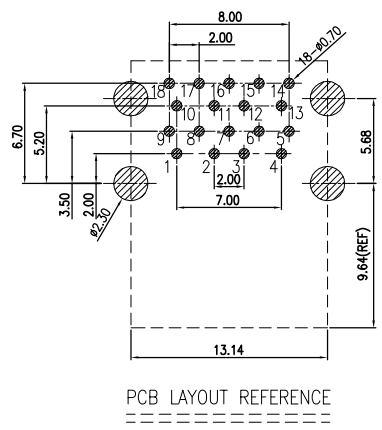 8.00
2.00
18-ø0.70
18 17 16 15 14
10 11 12 13
9 8 7 6 5
1 2 3 4
6.70
5.20
3.50
2.00
5.68
2.00
7.00
ø2.30
9.64(REF)
13.14
PCB LAYOUT REFERENCE